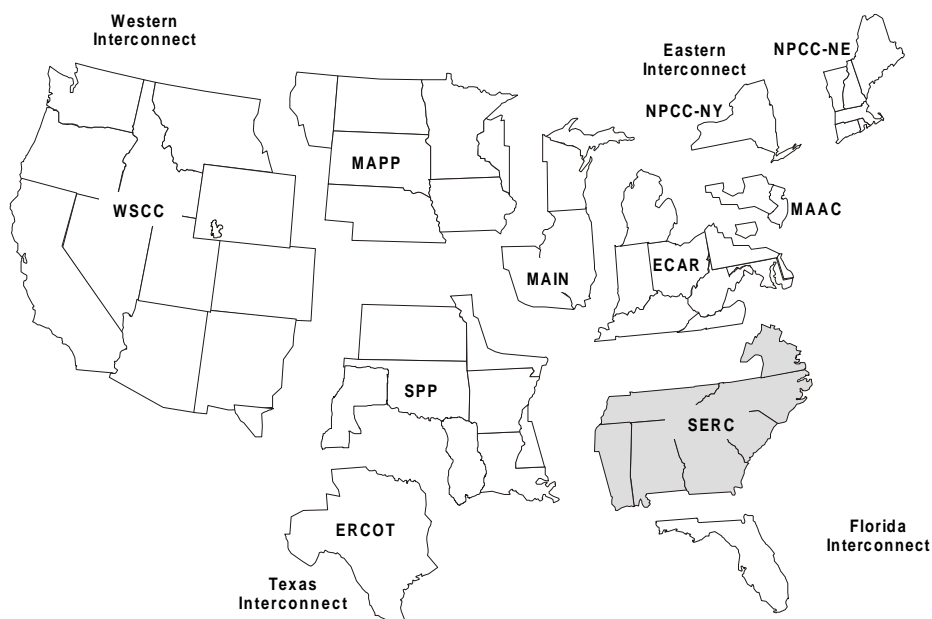 Western
Interconnect
Eastern
Interconnect
NPCC-NE
NPCC-NY
MAPP
WSCC
MAAC
MAIN
ECAR
SPP
SERC
ERCOT
Florida
Interconnect
Texas
Interconnect